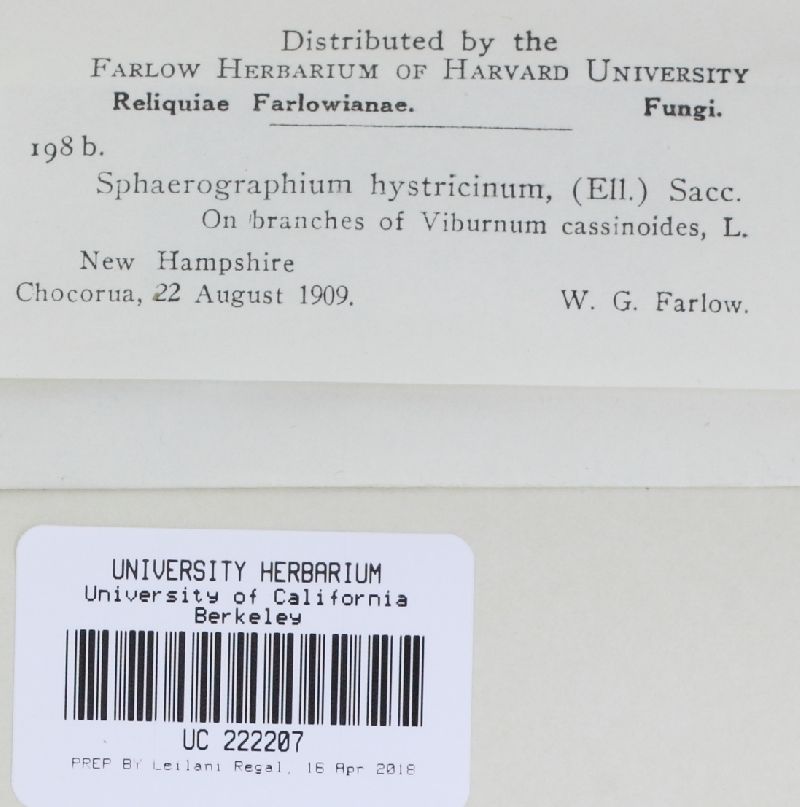 Distributed by the
FARLOW HERBARIUM OF HARVARD UNIVERSITY
Reliquiae Farlowianae. Fungi.
198 b.
Sphaerographium hystricinum, (Ell.) Sacc.
On branches of Viburnum cassinoides, L.
New Hampshire
Chocorua, 22 August 1909. W. G. Farlow.
UNIVERSITY HERBARIUM
University of California
Berkeley
UC 222207
PREP BY Leilani Regal, 16 Apr 2018